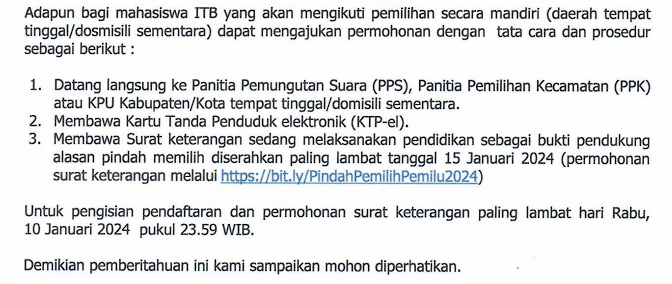 Adapun bagi mahasiswa ITB yang akan mengikuti pemilihan secara mandiri (daerah tempat
tinggal/dosmisili sementara) dapat mengajukan permohonan dengan tata cara dan prosedur
sebagai berikut :
1. Datang langsung ke Panitia Pemungutan Suara (PPS), Panitia Pemilihan Kecamatan (PPK)
atau KPU Kabupaten/Kota tempat tinggal/domisili sementara.
2. Membawa Kartu Tanda Penduduk elektronik (KTP-el).
3. Membawa Surat keterangan sedang melaksanakan pendidikan sebagai bukti pendukung
alasan pindah memilih diserahkan paling lambat tanggal 15 Januari 2024 (permohonan
surat keterangan melalui https://bit.ly/PindahPemilihPemilu2024)
Untuk pengisian pendaftaran dan permohonan surat keterangan paling lambat hari Rabu,
10 Januari 2024 pukul 23.59 WIB.
Demikian pemberitahuan ini kami sampaikan mohon diperhatikan.